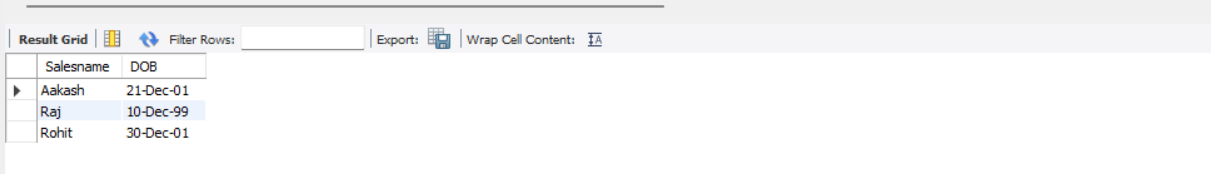 Result Grid Filter Rows: Export: Wrap Cell Content: IA
Salesname DOB
Aakash 21-Dec-01
Raj 10-Dec-99
Rohit 30-Dec-01